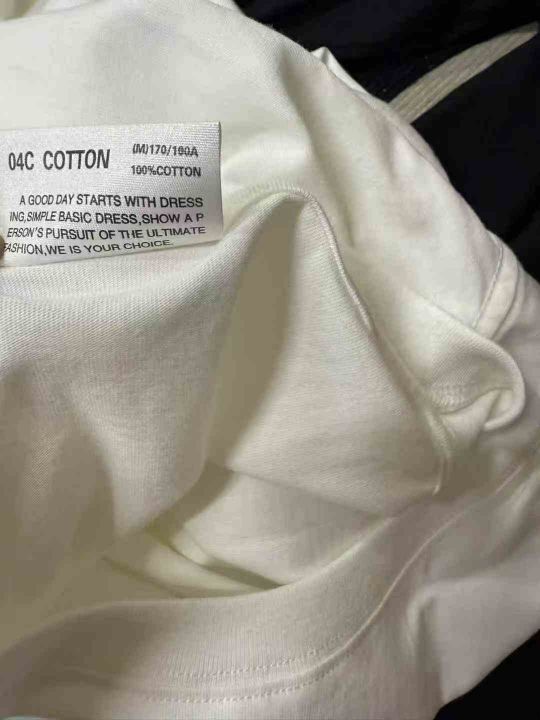 04C COTTON
(M)170/100A
100%COTTON
A GOOD DAY STARTS WITH DRESS
ING,SIMPLE BASIC DRESS,SHOW A P
ERSON'S PURSUIT OF THE ULTIMATE
FASHION,WE IS YOUR CHOICE.